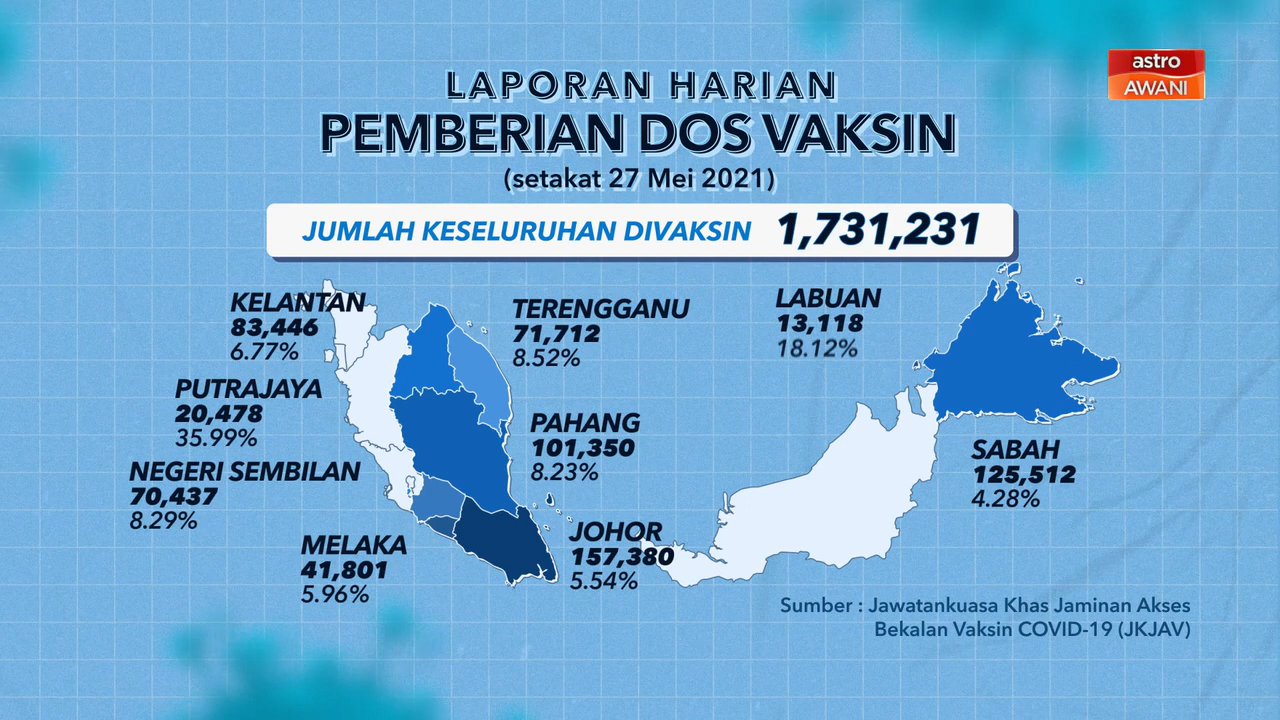 astro
AWANI
LAPORAN HARIAN
PEMBERIAN DOS VAKSIN
(setakat 27 Mei 2021)
JUMLAH KESELURUHAN DIVAKSIN 1,731,231
KELANTAN
83,446
6.77%
TERENGGANU
71,712
8.52%
LABUAN
13,118
18.12%
PUTRAJAYA
20,478
35.99%
PAHANG
101,350
8.23%
SABAH
125,512
4.28%
NEGERI SEMBILAN
70,437
8.29%
MELAKA
41,801
5.96%
JOHOR
157,380
5.54%
Sumber : Jawatankuasa Khas Jaminan Akses
Bekalan Vaksin COVID-19 (JKJAV)